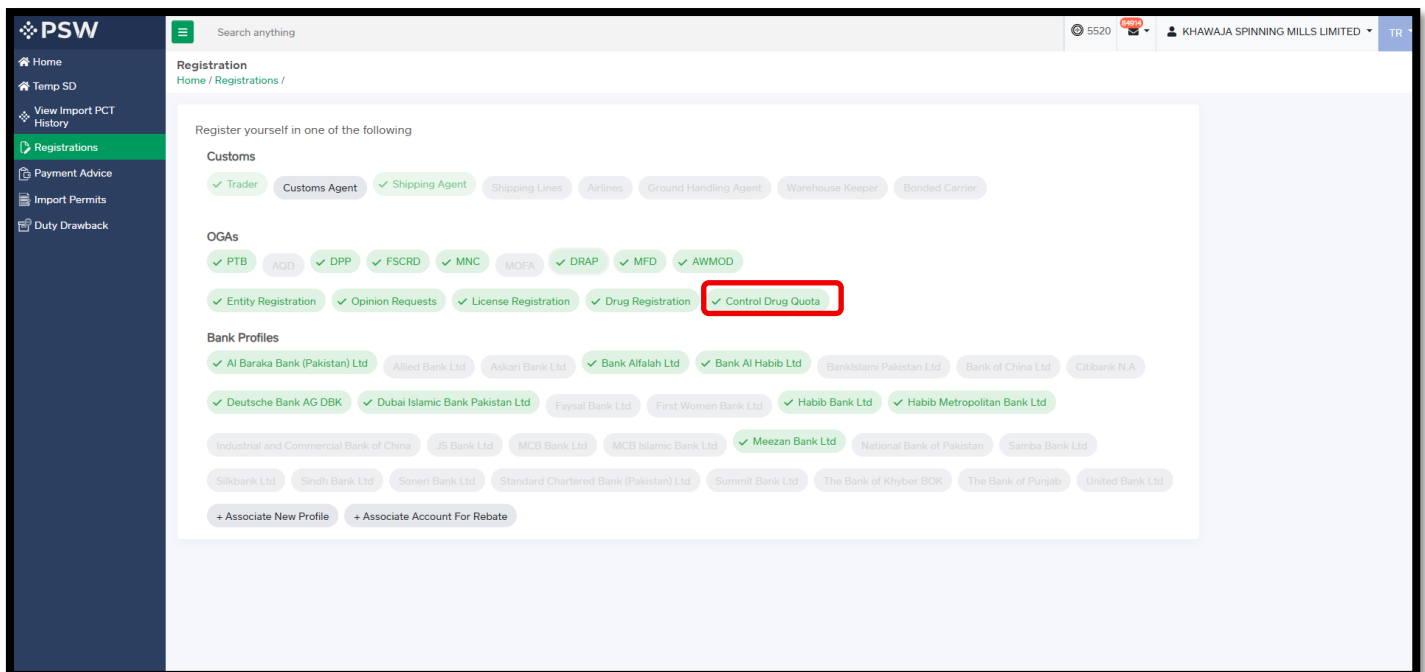 PSW
Search anything
5520
84914
KHAWAJA SPINNING MILLS LIMITED
TR
Home
Temp SD
View Import PCT
History
Registrations
Payment Advice
Import Permits
Duty Drawback
Registration
Home / Registrations /
Register yourself in one of the following
Customs
Trader Customs Agent Shipping Agent Shipping Lines Airlines Ground Handling Agent Warehouse Keeper Bonded Carrier
OGAs
PTB AQD DPP FSCRD MNC MOFA DRAP MFD AWMOD
Entity Registration Opinion Requests License Registration Drug Registration Control Drug Quota
Bank Profiles
Al Baraka Bank (Pakistan) Ltd Allied Bank Ltd Askari Bank Ltd Bank Alfalah Ltd Bank Al Habib Ltd BankIslami Pakistan Ltd Bank of China Ltd Citibank N.A
Deutsche Bank AG DBK Dubai Islamic Bank Pakistan Ltd Faysal Bank Ltd First Women Bank Ltd Habib Bank Ltd Habib Metropolitan Bank Ltd
Industrial and Commercial Bank of China JS Bank Ltd MCB Bank Ltd MCB Islamic Bank Ltd Meezan Bank Ltd National Bank of Pakistan Samba Bank Ltd
Silkbank Ltd Sindh Bank Ltd Sonen Bank Ltd Standard Chartered Bank (Pakistan) Ltd Summit Bank Ltd The Bank of Khyber BOK The Bank of Punjab United Bank Ltd
+ Associate New Profile + Associate Account For Rebate